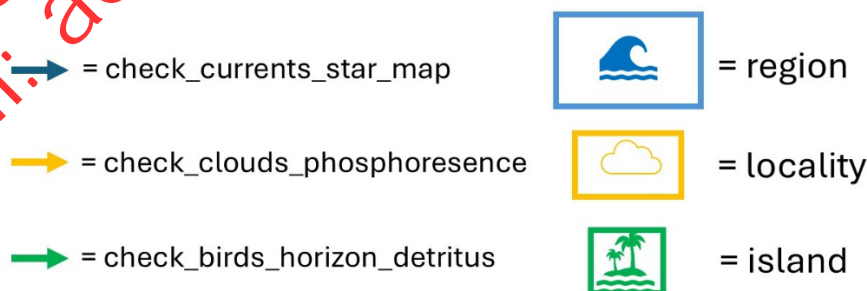 = check_currents_star_map
= region
= check_clouds_phosphoresence
= locality
= check_birds_horizon_detritus
= island